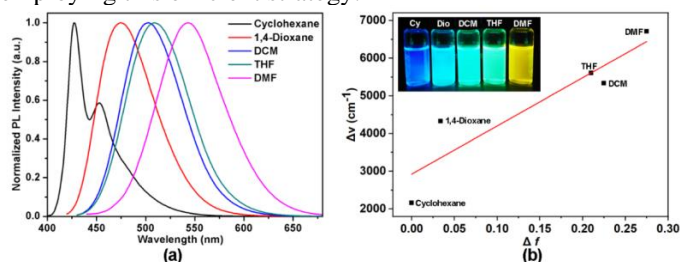 strategy.
Normalized PL Intensity (a.u.)
1.0
0.8
0.6
0.4
0.2
0.0
Cyclohexane
1,4-Dioxane
DCM
THF
DMF
400 450 500 550 600 650
Wavelength (nm)
(a)
Δν (cm⁻¹)
7000
6000
5000
4000
3000
2000
Cy Dio DCM THF DMF
DMF
THF
DCM
1,4-Dioxane
Cyclohexane
0.00 0.05 0.10 0.15 0.20 0.25 0.30
Δ f
(b)